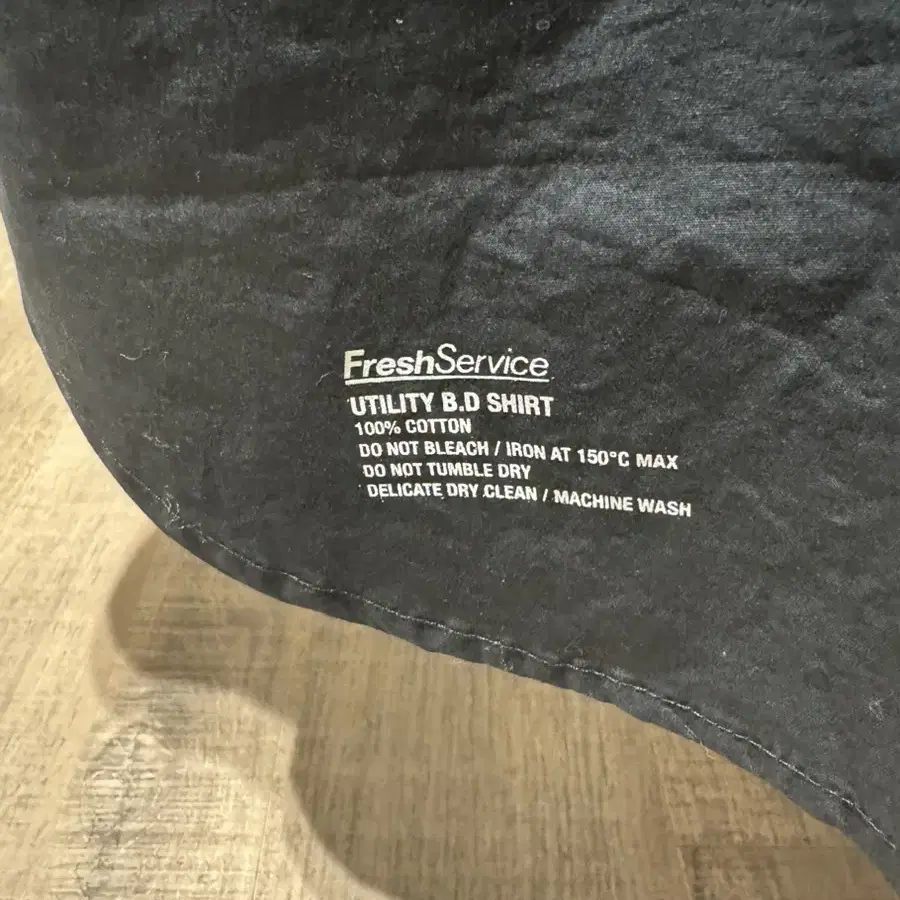 FreshService
UTILITY B.D SHIRT
100% COTTON
DO NOT BLEACH / IRON AT 150°C MAX
DO NOT TUMBLE DRY
DELICATE DRY CLEAN / MACHINE WASH